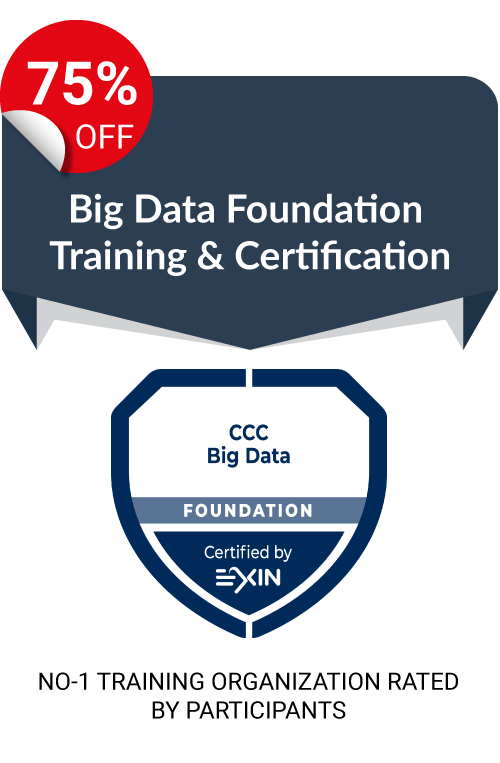 75%
OFF
Big Data Foundation
Training & Certification
CCC
Big Data
FOUNDATION
Certified by
EXIN
NO-1 TRAINING ORGANIZATION RATED
BY PARTICIPANTS